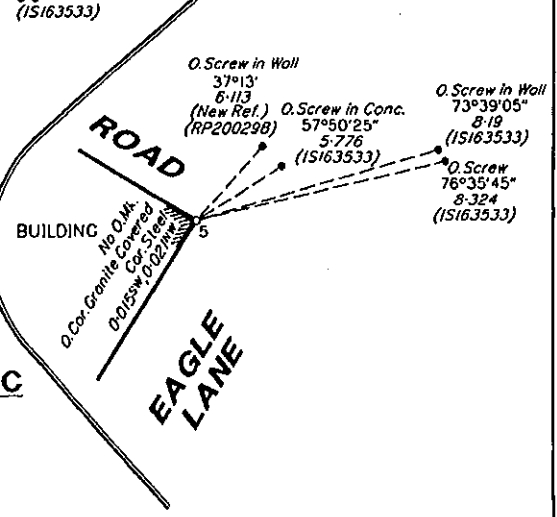 (IS163533)
O.Screw in Wall
37°13'
6·113
(New Ref.)
(RP200298)
O.Screw in Conc.
57°50'25"
5·776
(IS163533)
O.Screw in Wall
73°39'05"
8·19
(IS163533)
O.Screw
76°35'45"
8·324
(IS163533)
ROAD
BUILDING
No O.Mk.
O.Cor.Granite Covered
Cor. Steel
0·015SW, 0·021NW
5
EAGLE
LANE
C